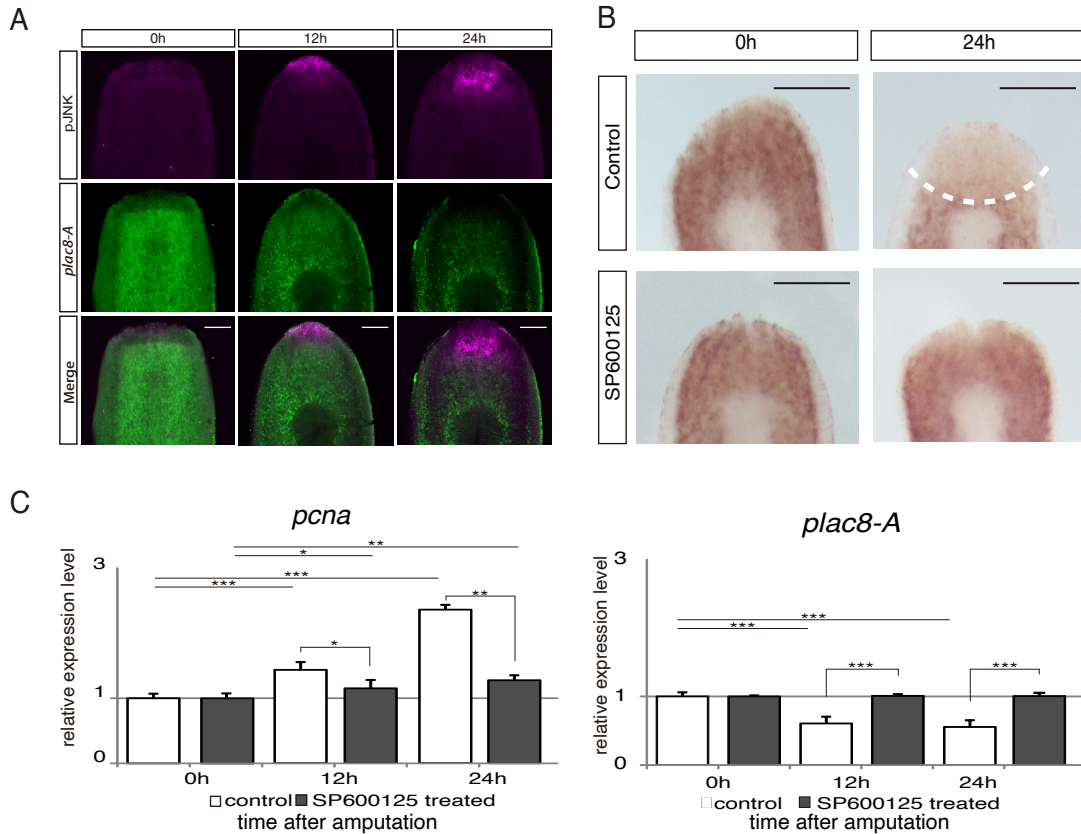 A
0h 12h 24h
pJNK
plac8-A
Merge
B
0h 24h
Control
SP600125
C
pcna
relative expression level
3
1
0
** 
*
***
***
*
**
0h 12h 24h
control SP600125 treated
time after amputation
plac8-A
relative expression level
3
1
0
***
***
***
***
0h 12h 24h
control SP600125 treated
time after amputation